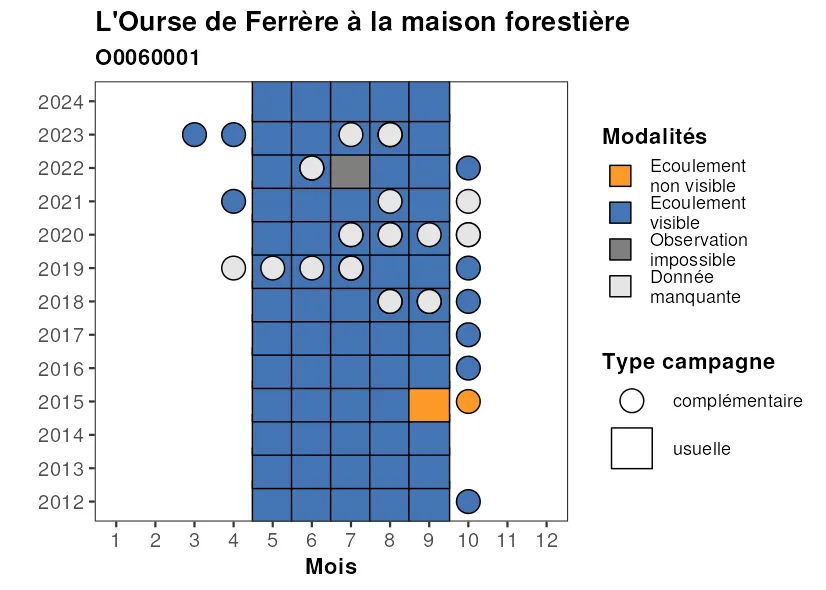 L'Ourse de Ferrère à la maison forestière
O0060001
2024
2023
2022
2021
2020
2019
2018
2017
2016
2015
2014
2013
2012
1 2 3 4 5 6 7 8 9 10 11 12
Mois
Modalités
Ecoulement
non visible
Ecoulement
visible
Observation
impossible
Donnée
manquante
Type campagne
complémentaire
usuelle